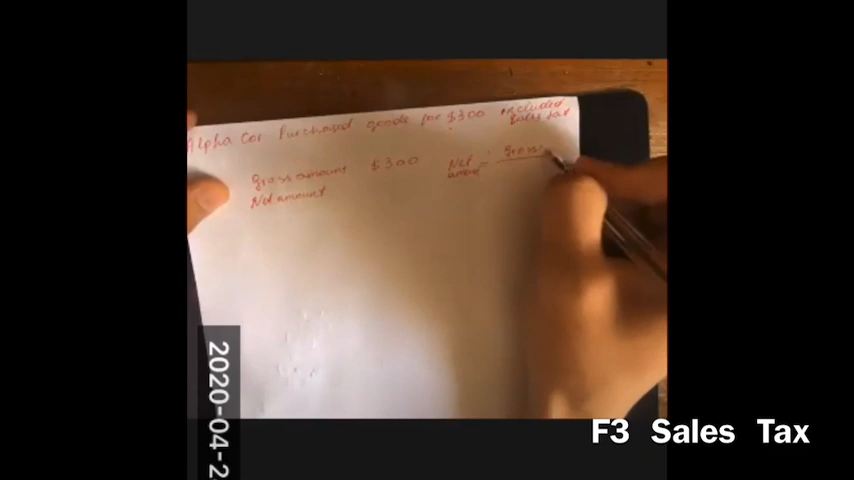 Alpha Cor Purchased goods for $300 included
sales tax
Gross amount $300
Net amount
Net
amount = Gross
2020-04-2
F3 Sales Tax